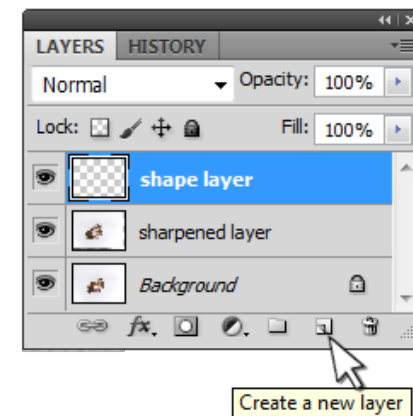 LAYERS HISTORY
Normal Opacity: 100%
Lock: Fill: 100%
shape layer
sharpened layer
Background
fx.
Create a new layer